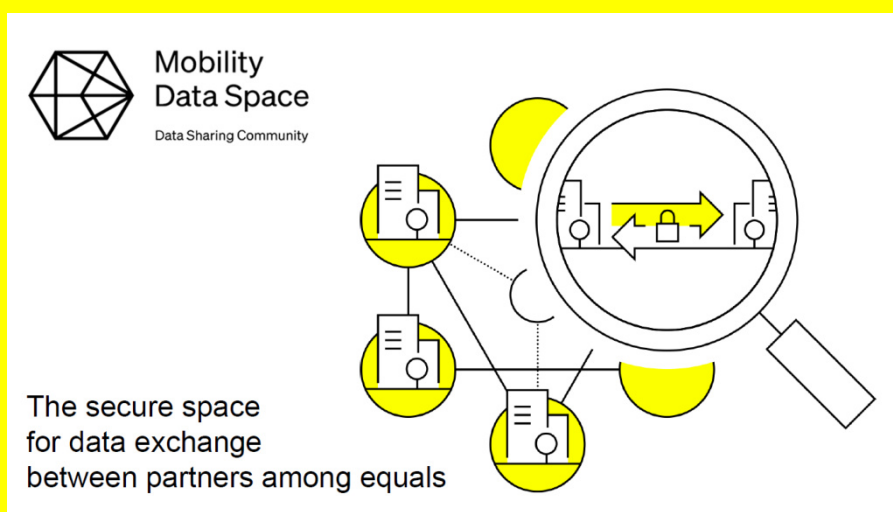 Mobility
Data Space
Data Sharing Community
The secure space
for data exchange
between partners among equals